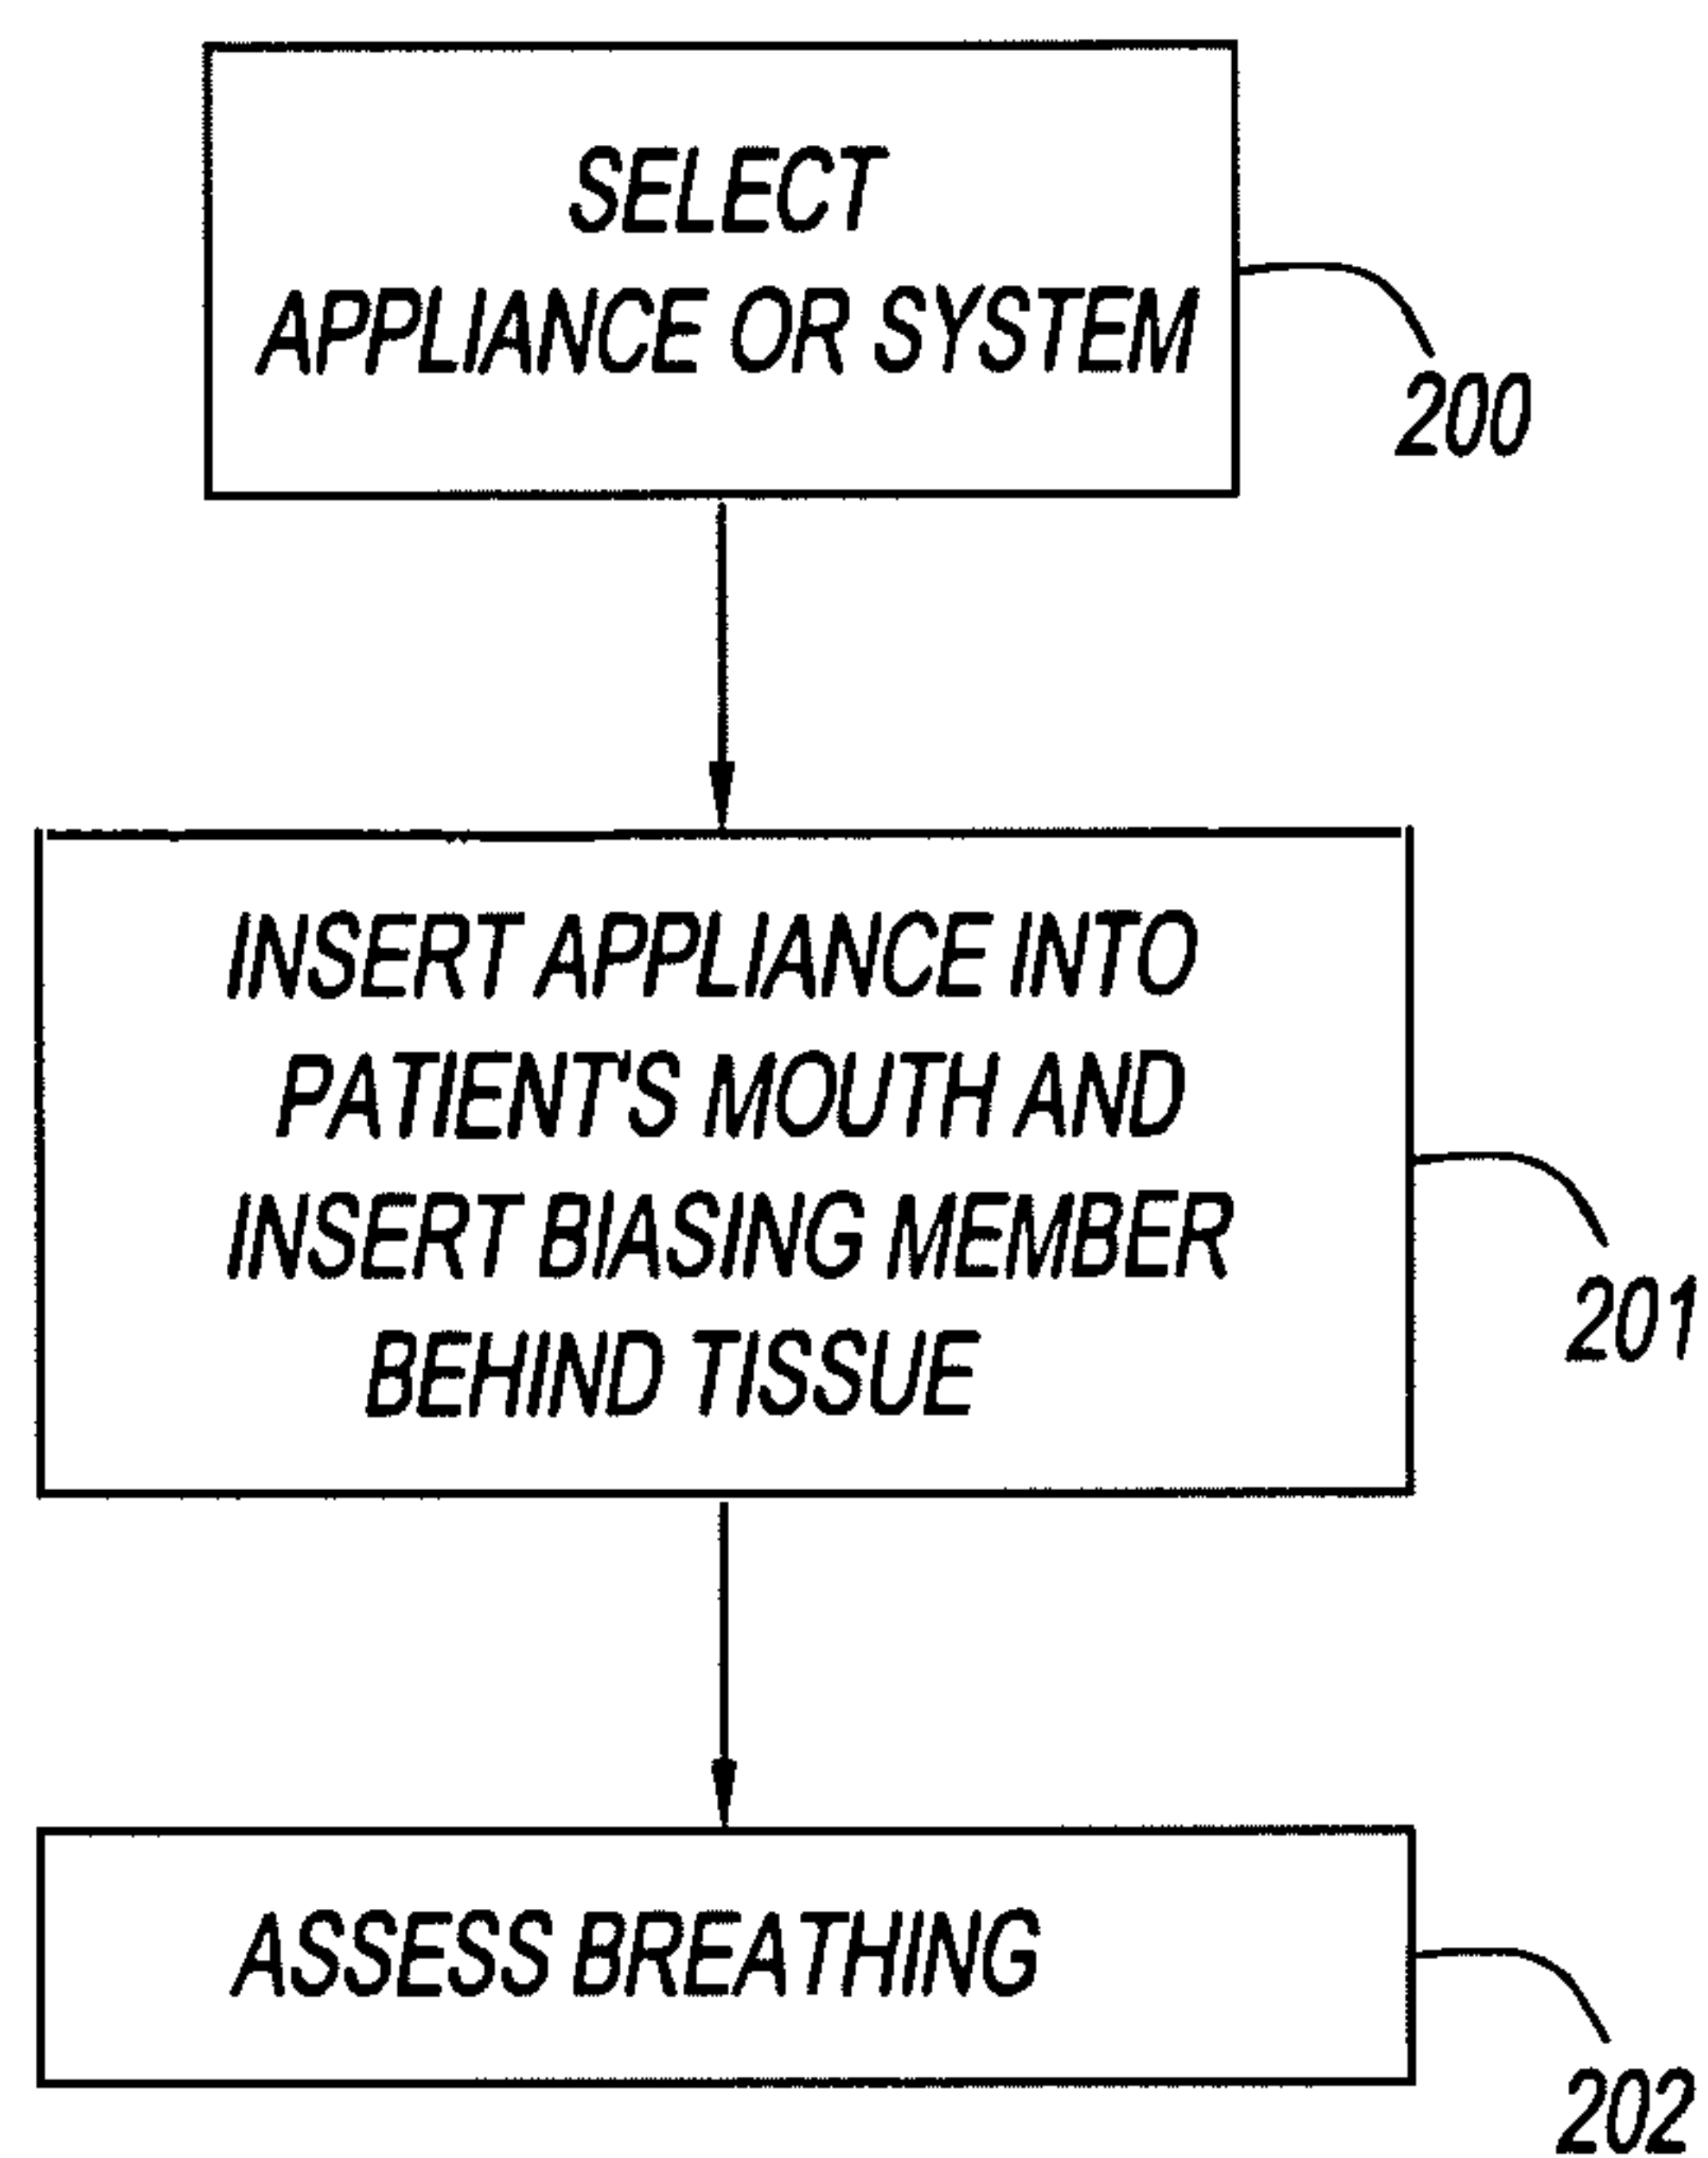 SELECT
APPLIANCE OR SYSTEM
200
INSERT APPLIANCE INTO
PATIENT'S MOUTH AND
INSERT BIASING MEMBER
BEHIND TISSUE
201
ASSESS BREATHING
202